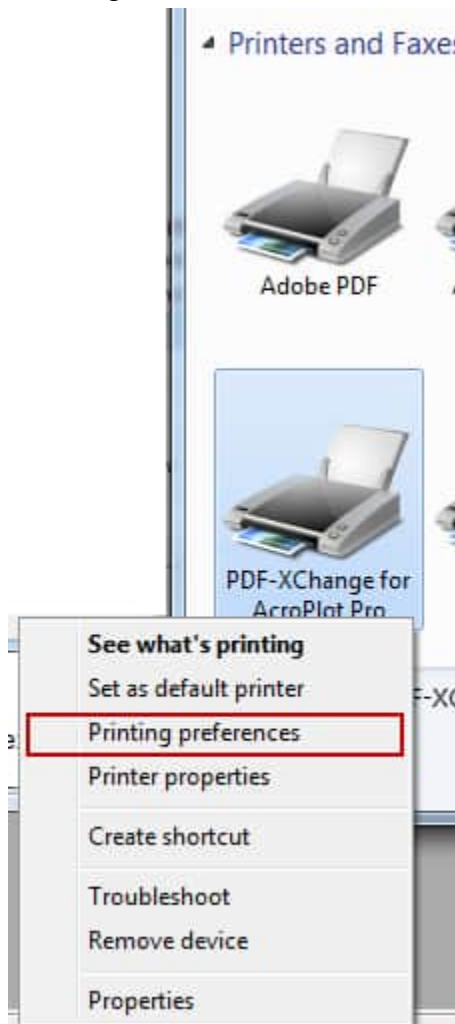 Printers and Faxes
Adobe PDF
PDF-XChange for
AcroPlot Pro
See what's printing
Set as default printer
Printing preferences
Printer properties
Create shortcut
Troubleshoot
Remove device
Properties